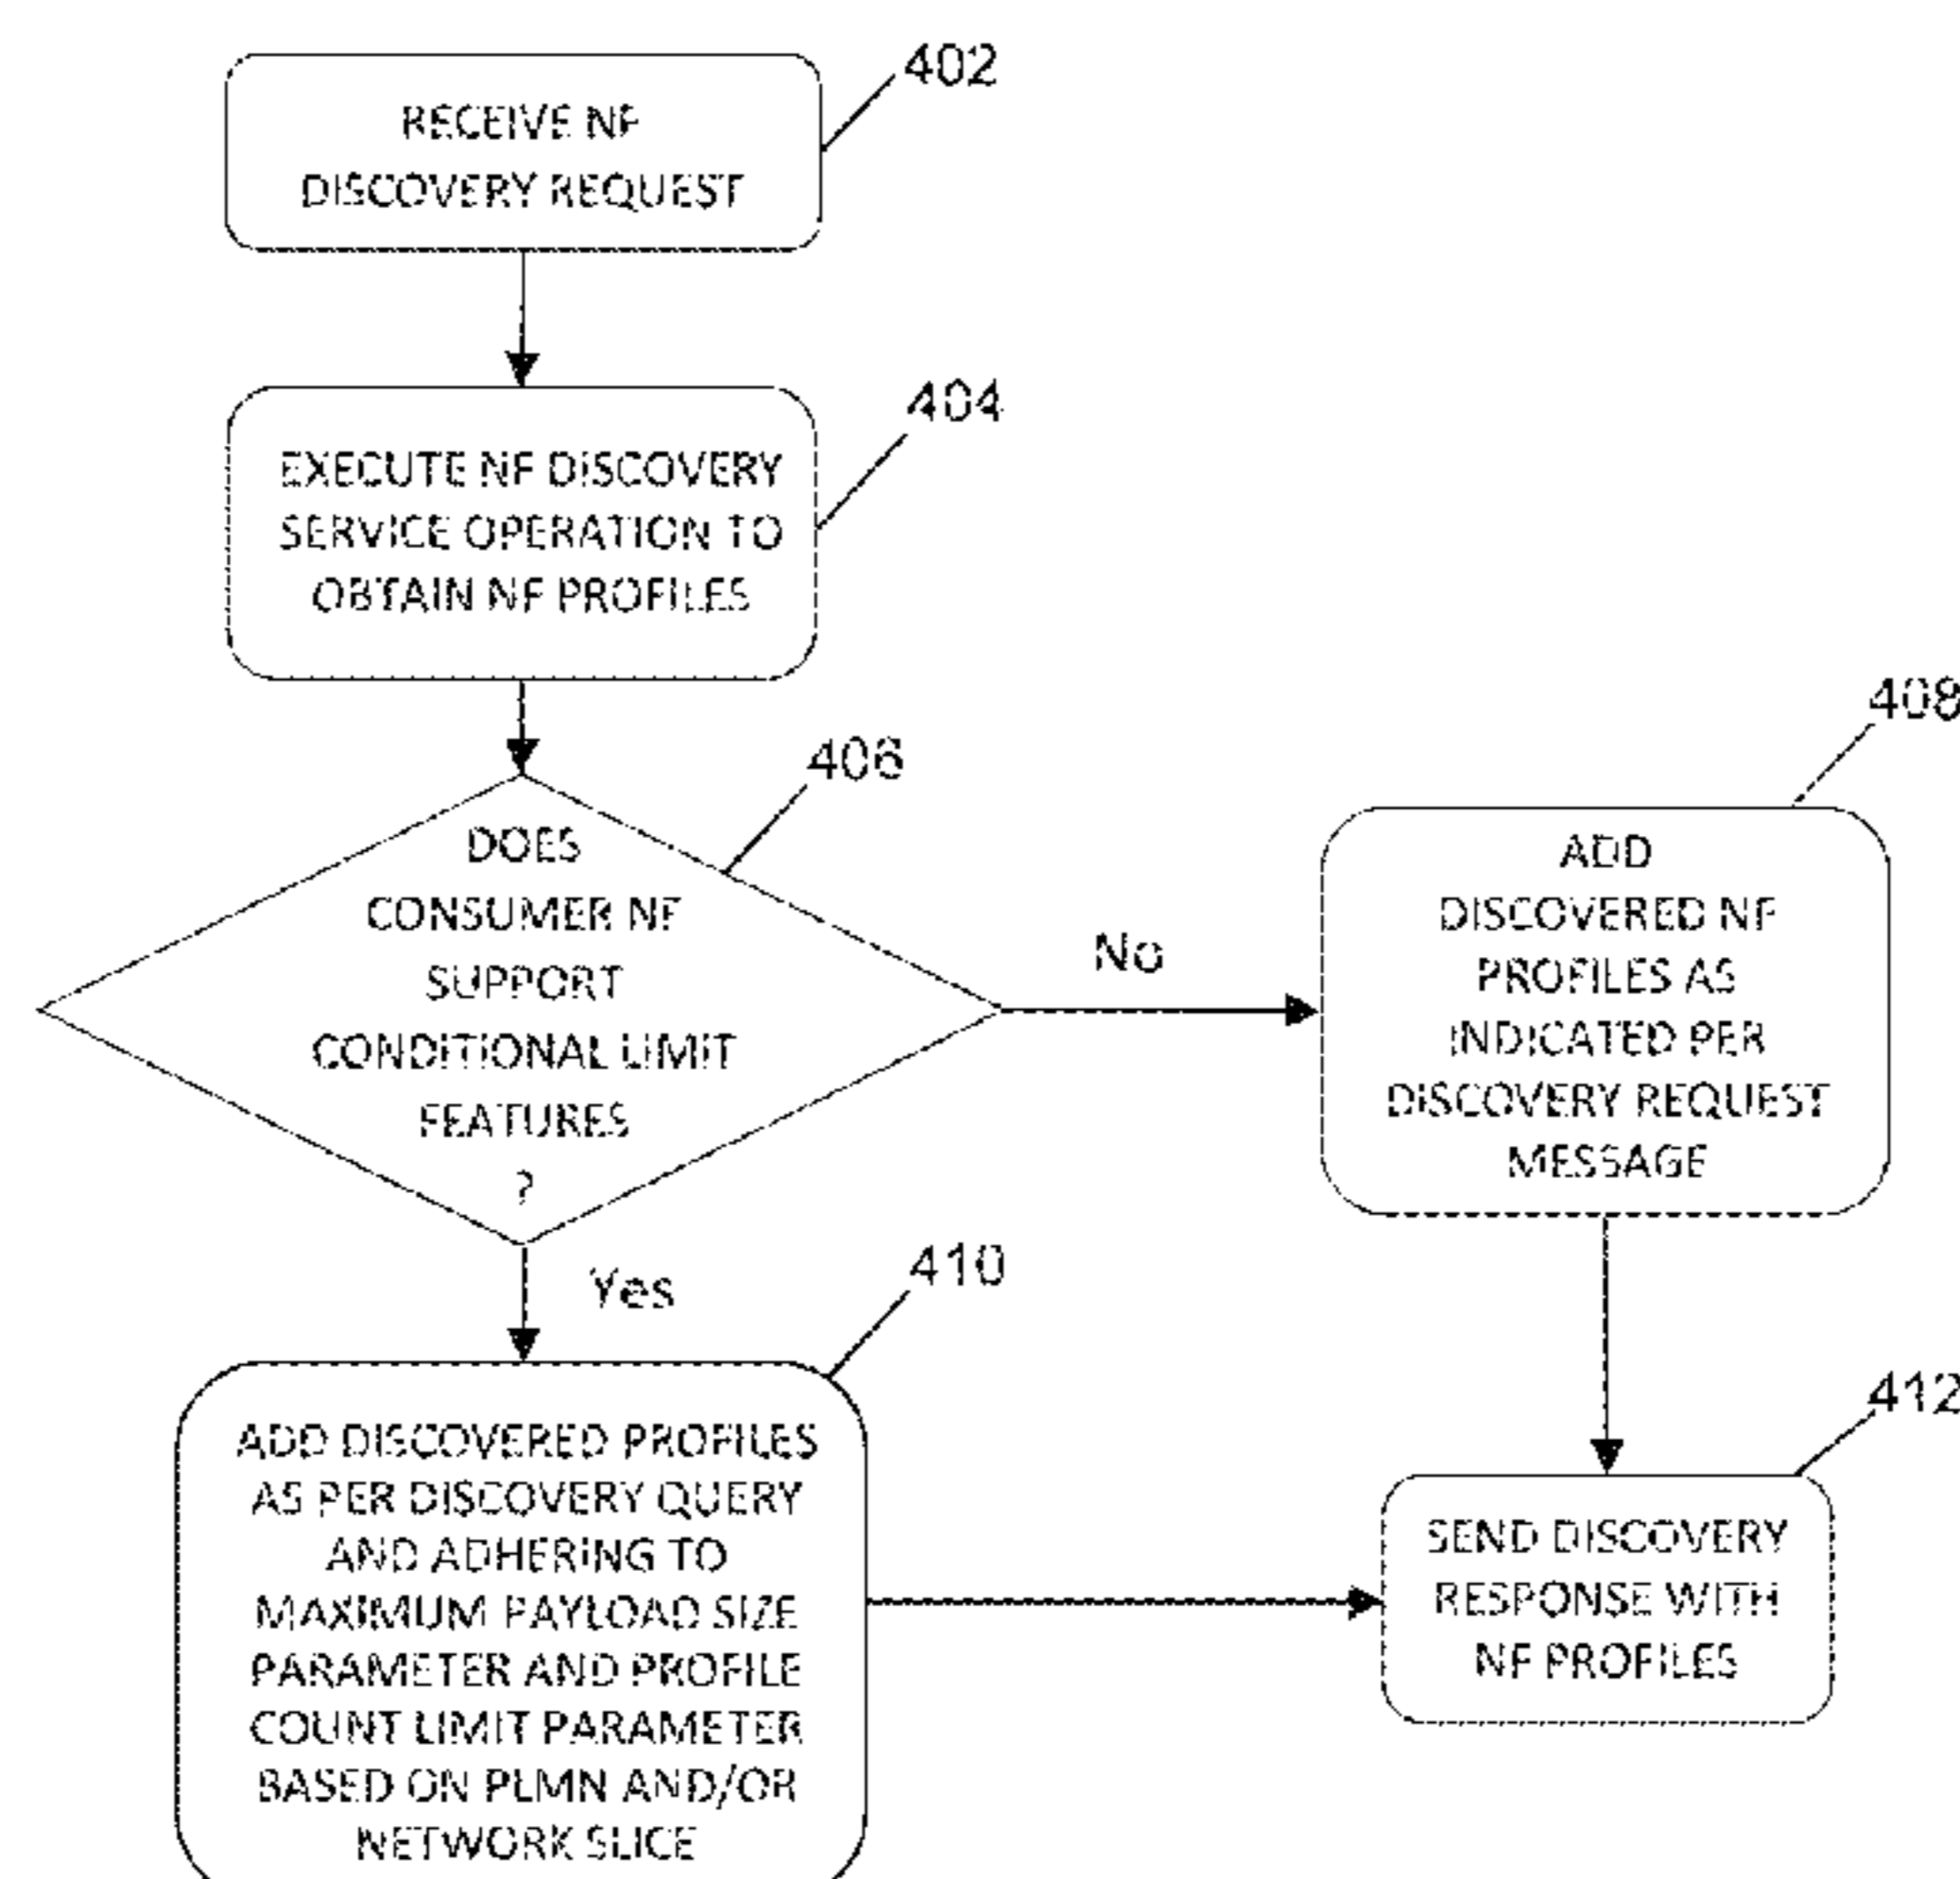 402
RECEIVE NF
DISCOVERY REQUEST
404
EXECUTE NF DISCOVERY
SERVICE OPERATION TO
OBTAIN NF PROFILES
406
DOES
CONSUMER NF
SUPPORT
CONDITIONAL LIMIT
FEATURES
?
No
408
ADD
DISCOVERED NF
PROFILES AS
INDICATED PER
DISCOVERY REQUEST
MESSAGE
Yes
410
ADD DISCOVERED PROFILES
AS PER DISCOVERY QUERY
AND ADHERING TO
MAXIMUM PAYLOAD SIZE
PARAMETER AND PROFILE
COUNT LIMIT PARAMETER
BASED ON PLMN AND/OR
NETWORK SLICE
412
SEND DISCOVERY
RESPONSE WITH
NF PROFILES